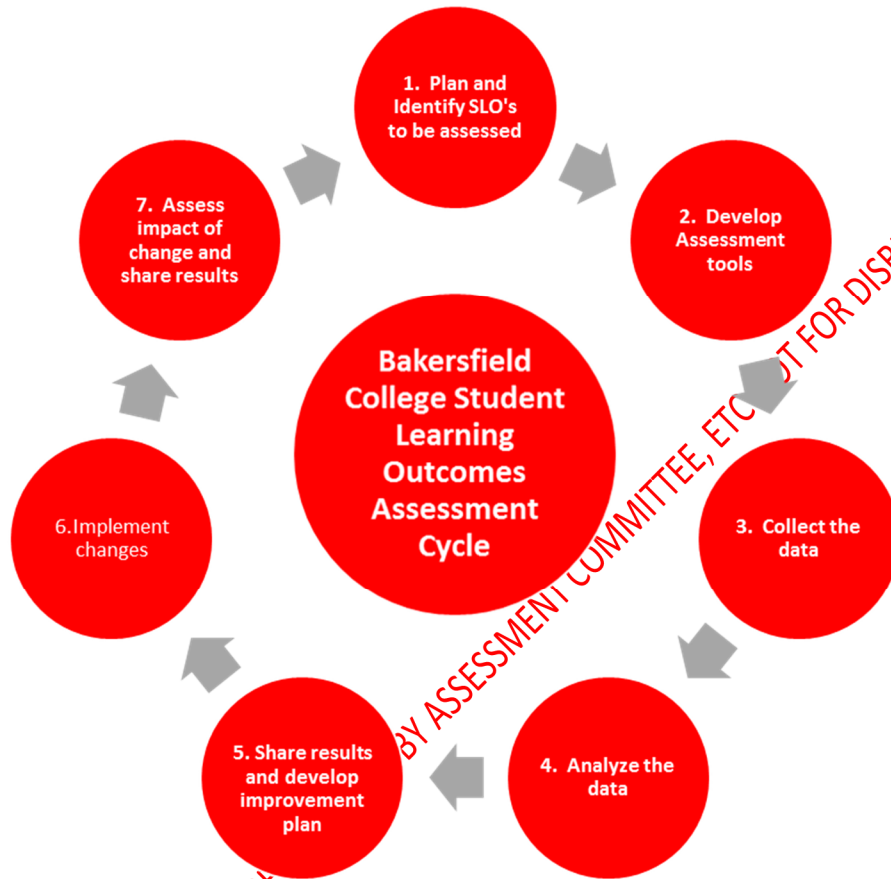 1. Plan and
Identify SLO's
to be assessed
2. Develop
Assessment
tools
3. Collect the
data
4. Analyze the
data
5. Share results
and develop
improvement
plan
6.Implement
changes
7. Assess
impact of
change and
share results
Bakersfield
College Student
Learning
Outcomes
Assessment
Cycle
BY ASSESSMENT COMMITTEE, ETC FOR